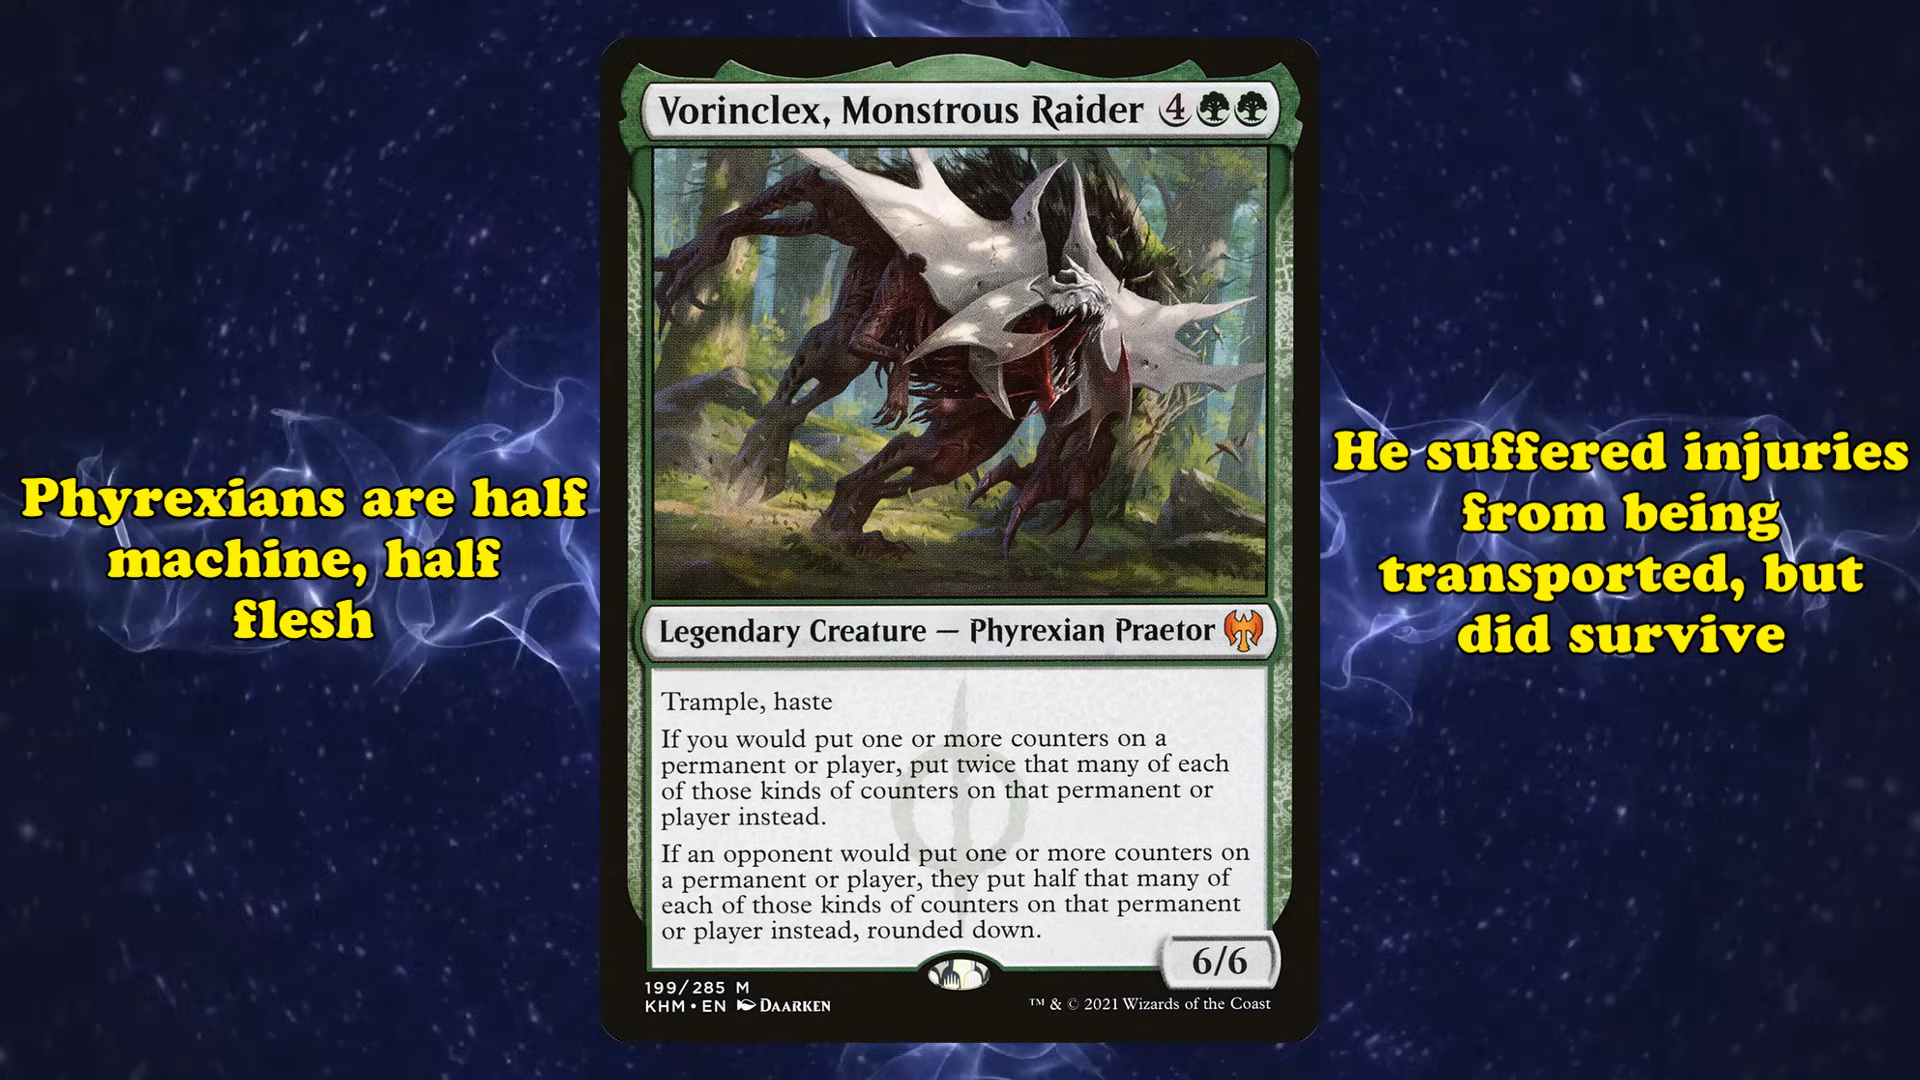 Phyrexians are half
machine, half
flesh
Vorinclex, Monstrous Raider 4
Legendary Creature — Phyrexian Praetor
Trample, haste
If you would put one or more counters on a
permanent or player, put twice that many of each
of those kinds of counters on that permanent or
player instead.
If an opponent would put one or more counters on
a permanent or player, they put half that many of
each of those kinds of counters on that permanent
or player instead, rounded down.
6/6
199/285 M
KHM • EN DAARKEN
™ & © 2021 Wizards of the Coast
He suffered injuries
from being
transported, but
did survive